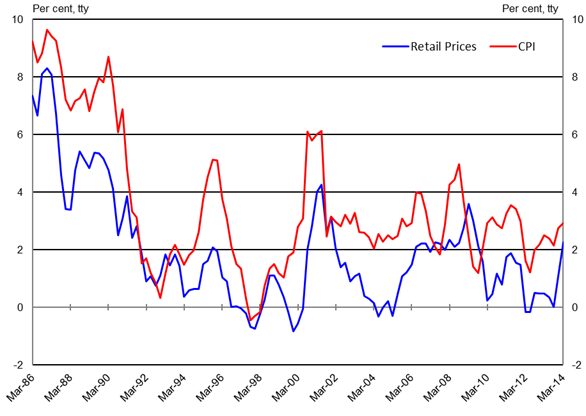 Per cent, tty Per cent, tty
Retail Prices CPI
10 10
8 8
6 6
4 4
2 2
0 0
-2 -2
Mar-86 Mar-88 Mar-90 Mar-92 Mar-94 Mar-96 Mar-98 Mar-00 Mar-02 Mar-04 Mar-06 Mar-08 Mar-10 Mar-12 Mar-14